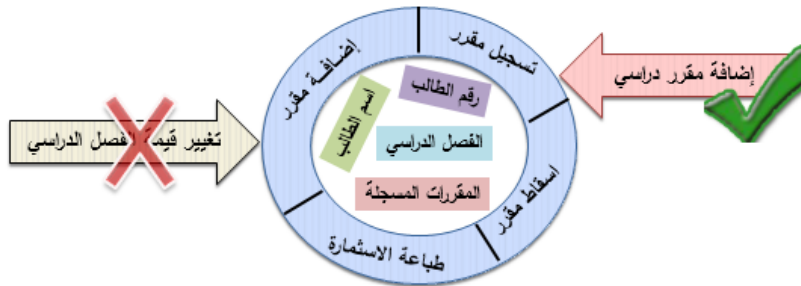 تسجيل مقرر
إضافة مقرر
إضافة مقرر دراسي
رقم الطالب
اسم الطالب
تغيير قيمة الفصل الدراسي
الفصل الدراسي
المقررات المسجلة
اسقاط مقرر
طباعة الاستمارة